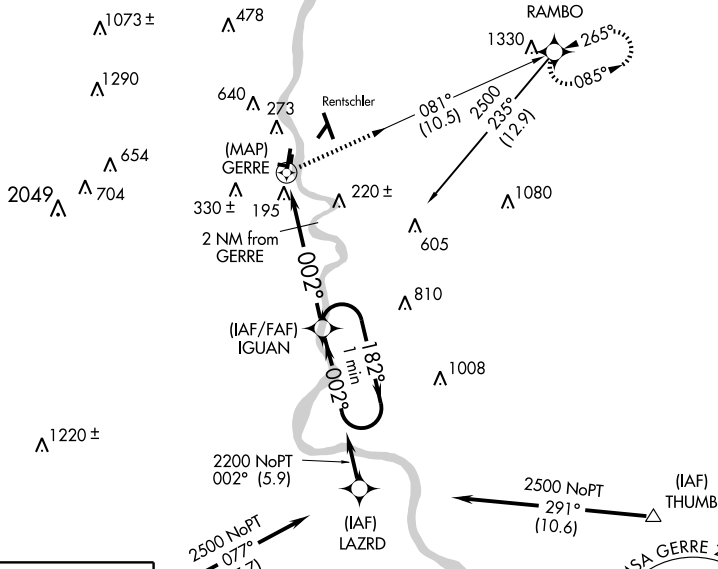 1073 ±
478
RAMBO
1330
265°
085°
1290
640
273
Rentschler
081°
(10.5)
2500
235°
(12.9)
(MAP)
GERRE
654
704
2049
330 ±
195
220 ±
1080
605
2 NM from
GERRE
002°
810
(IAF/FAF)
IGUAN
182°
1 min
002°
1008
1220 ±
2200 NoPT
002° (5.9)
(IAF)
LAZRD
2500 NoPT
291°
(10.6)
(IAF)
THUMB
2500 NoPT
077°
GERRE